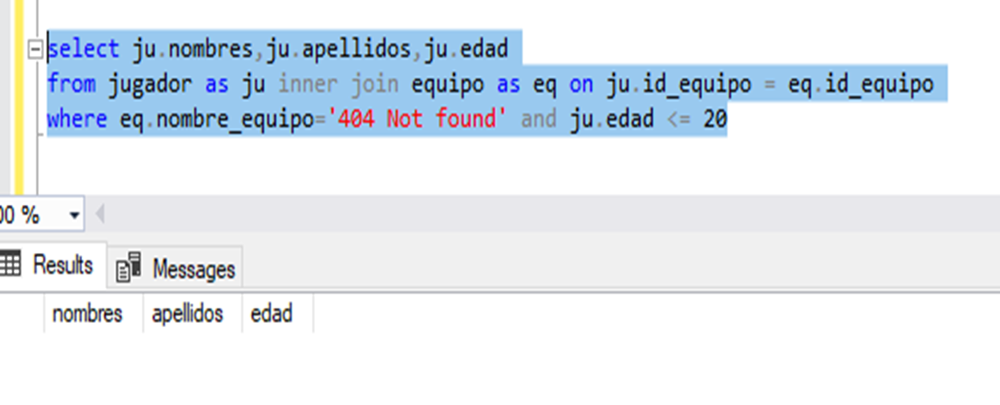 select ju.nombres,ju.apellidos,ju.edad
from jugador as ju inner join equipo as eq on ju.id_equipo = eq.id_equipo
where eq.nombre_equipo='404 Not found' and ju.edad <= 20
00 %
Results Messages
nombres apellidos edad